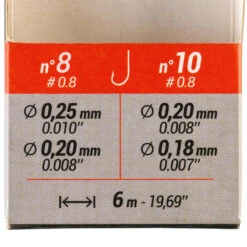 n°8 n°10
# 0.8 # 0.8
Ø 0,25 mm Ø 0,20 mm
0.010" 0.008"
Ø 0,20 mm Ø 0,18 mm
0.008" 0.007"
6 m - 19,69"